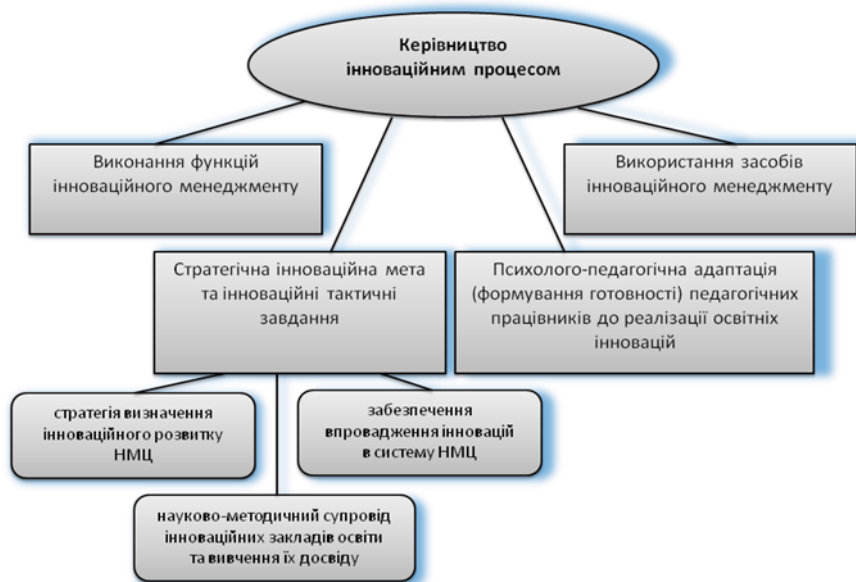 Керівництво
інноваційним процесом
Виконання функцій
інноваційного менеджменту
Використання засобів
інноваційного менеджменту
Стратегічна інноваційна мета
та інноваційні тактичні
завдання
Психолого-педагогічна адаптація
(формування готовності) педагогічних
працівників до реалізації освітніх
інновацій
стратегія визначення
інноваційного розвитку
НМЦ
забезпечення
впровадження інновацій
в систему НМЦ
науково-методичний супровід
інноваційних закладів освіти
та вивчення їх досвіду